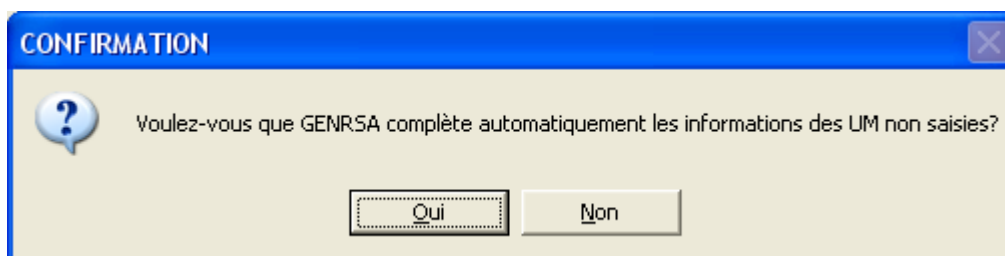 CONFIRMATION
Voulez-vous que GENRSA complète automatiquement les informations des UM non saisies?
Oui
Non